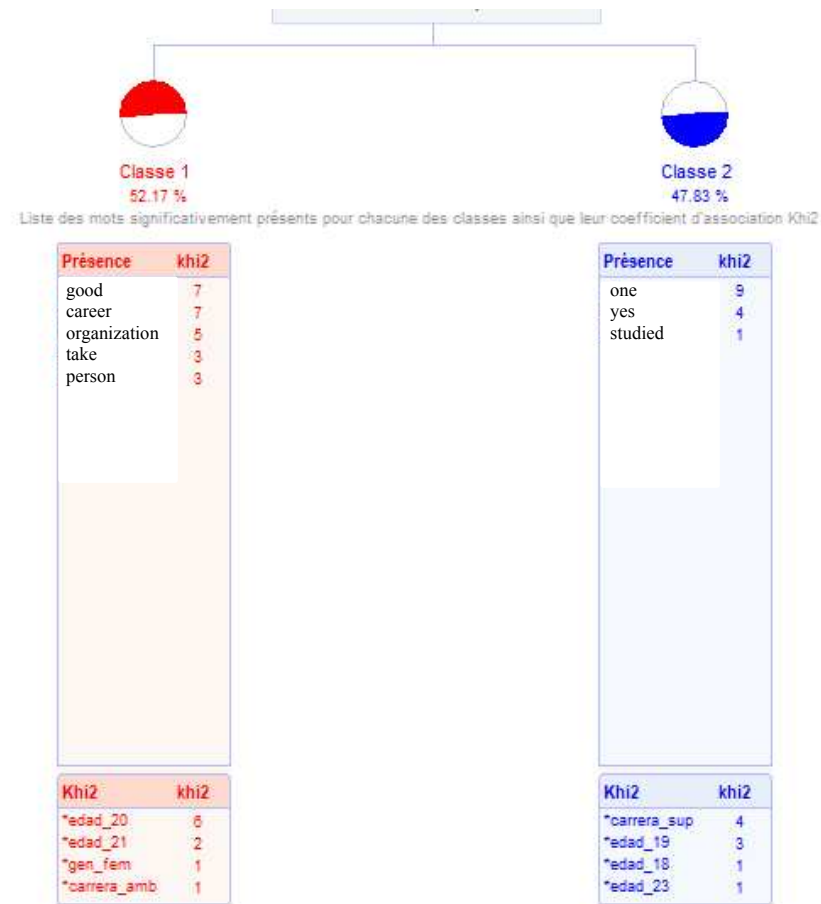 Classe 1
52.17 %
Classe 2
47.83 %
Liste des mots significativement présents pour chacune des classes ainsi que leur coefficient d'association Khi2
Présence khi2
good 7
career 7
organization 5
take 3
person 3
Présence khi2
one 9
yes 4
studied 1
Khi2 khi2
*edad_20 6
*edad_21 2
*gen_fem 1
*carrera_amb 1
Khi2 khi2
*carrera_sup 4
*edad_19 3
*edad_18 1
*edad_23 1